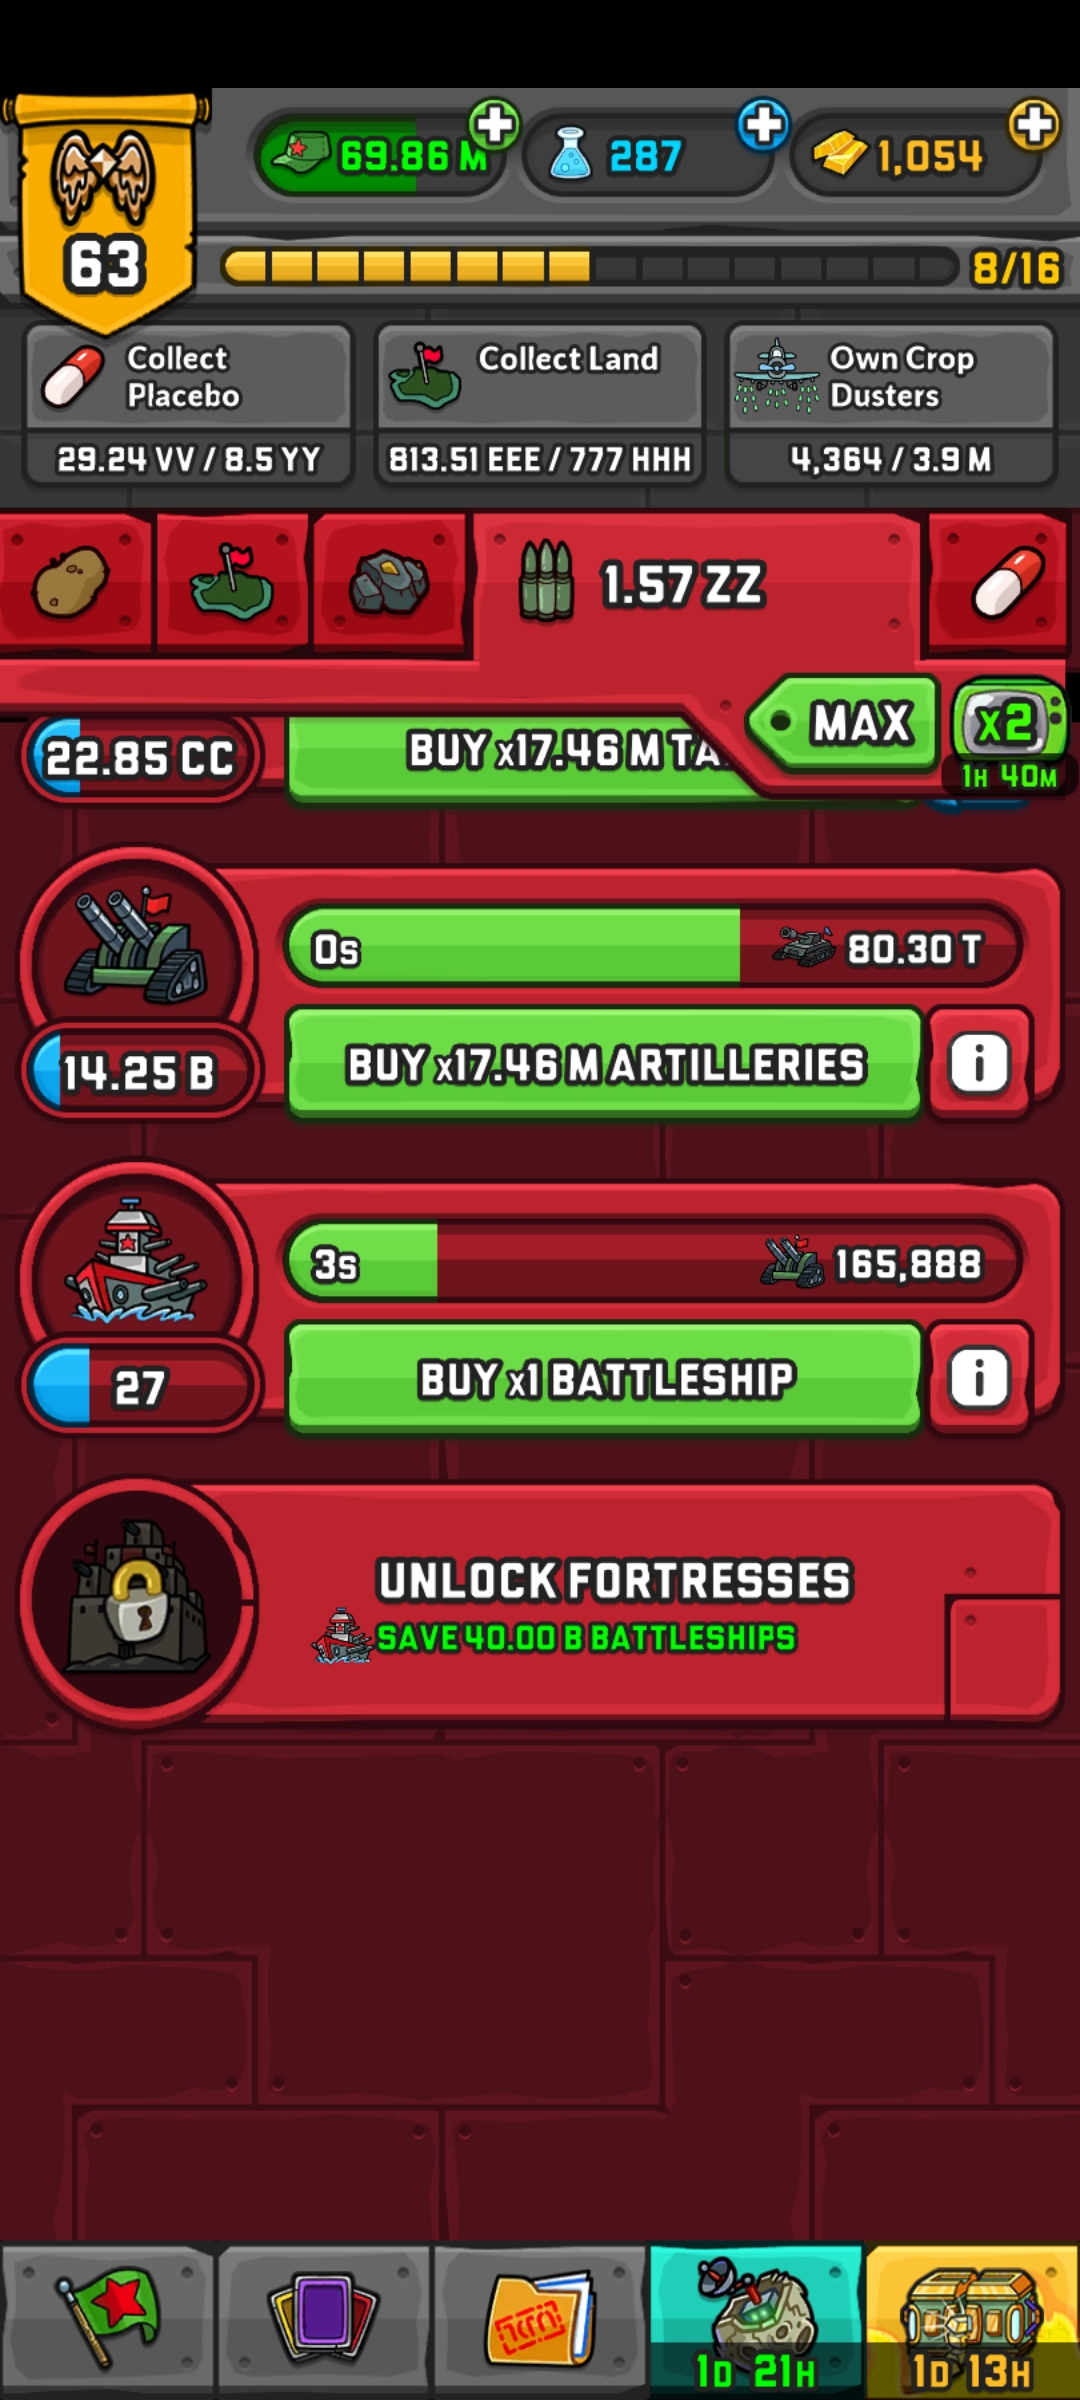 69.86 M
287
1,054
63
8/16
Collect
Placebo
29.24 VV / 8.5 YY
Collect Land
813.51 EEE / 777 HHH
Own Crop
Dusters
4,364 / 3.9 M
1.57 ZZ
MAX
x2
1H 40M
22.85 CC
BUY x17.46 M TA
0s
80.30 T
14.25 B
BUY x17.46 M ARTILLERIES
i
3s
165,888
27
BUY x1 BATTLESHIP
i
UNLOCK FORTRESSES
SAVE 40.00 B BATTLESHIPS
1D 21H
1D 13H